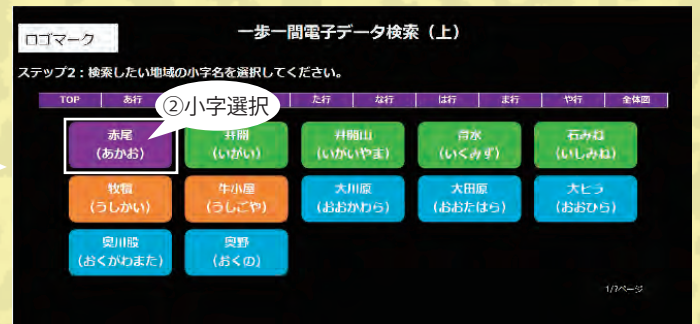 ロゴマーク
一歩一間電子データ検索（上）
ステップ2：検索したい地域の小字名を選択してください。
TOP あ行 た行 な行 は行 ま行 や行 全体図
②小字選択
赤尾 井開 井開山
（あかお） （いがい） （いがいやま） （いくみず） （いしみね）
牛小屋 大川原 大田原 大ヒラ
（うしかい） （うしごや） （おおかわら） （おおたはら） （おおひら）
奥川股 奥野
（おくがわまた） （おくの）
1/7ページ